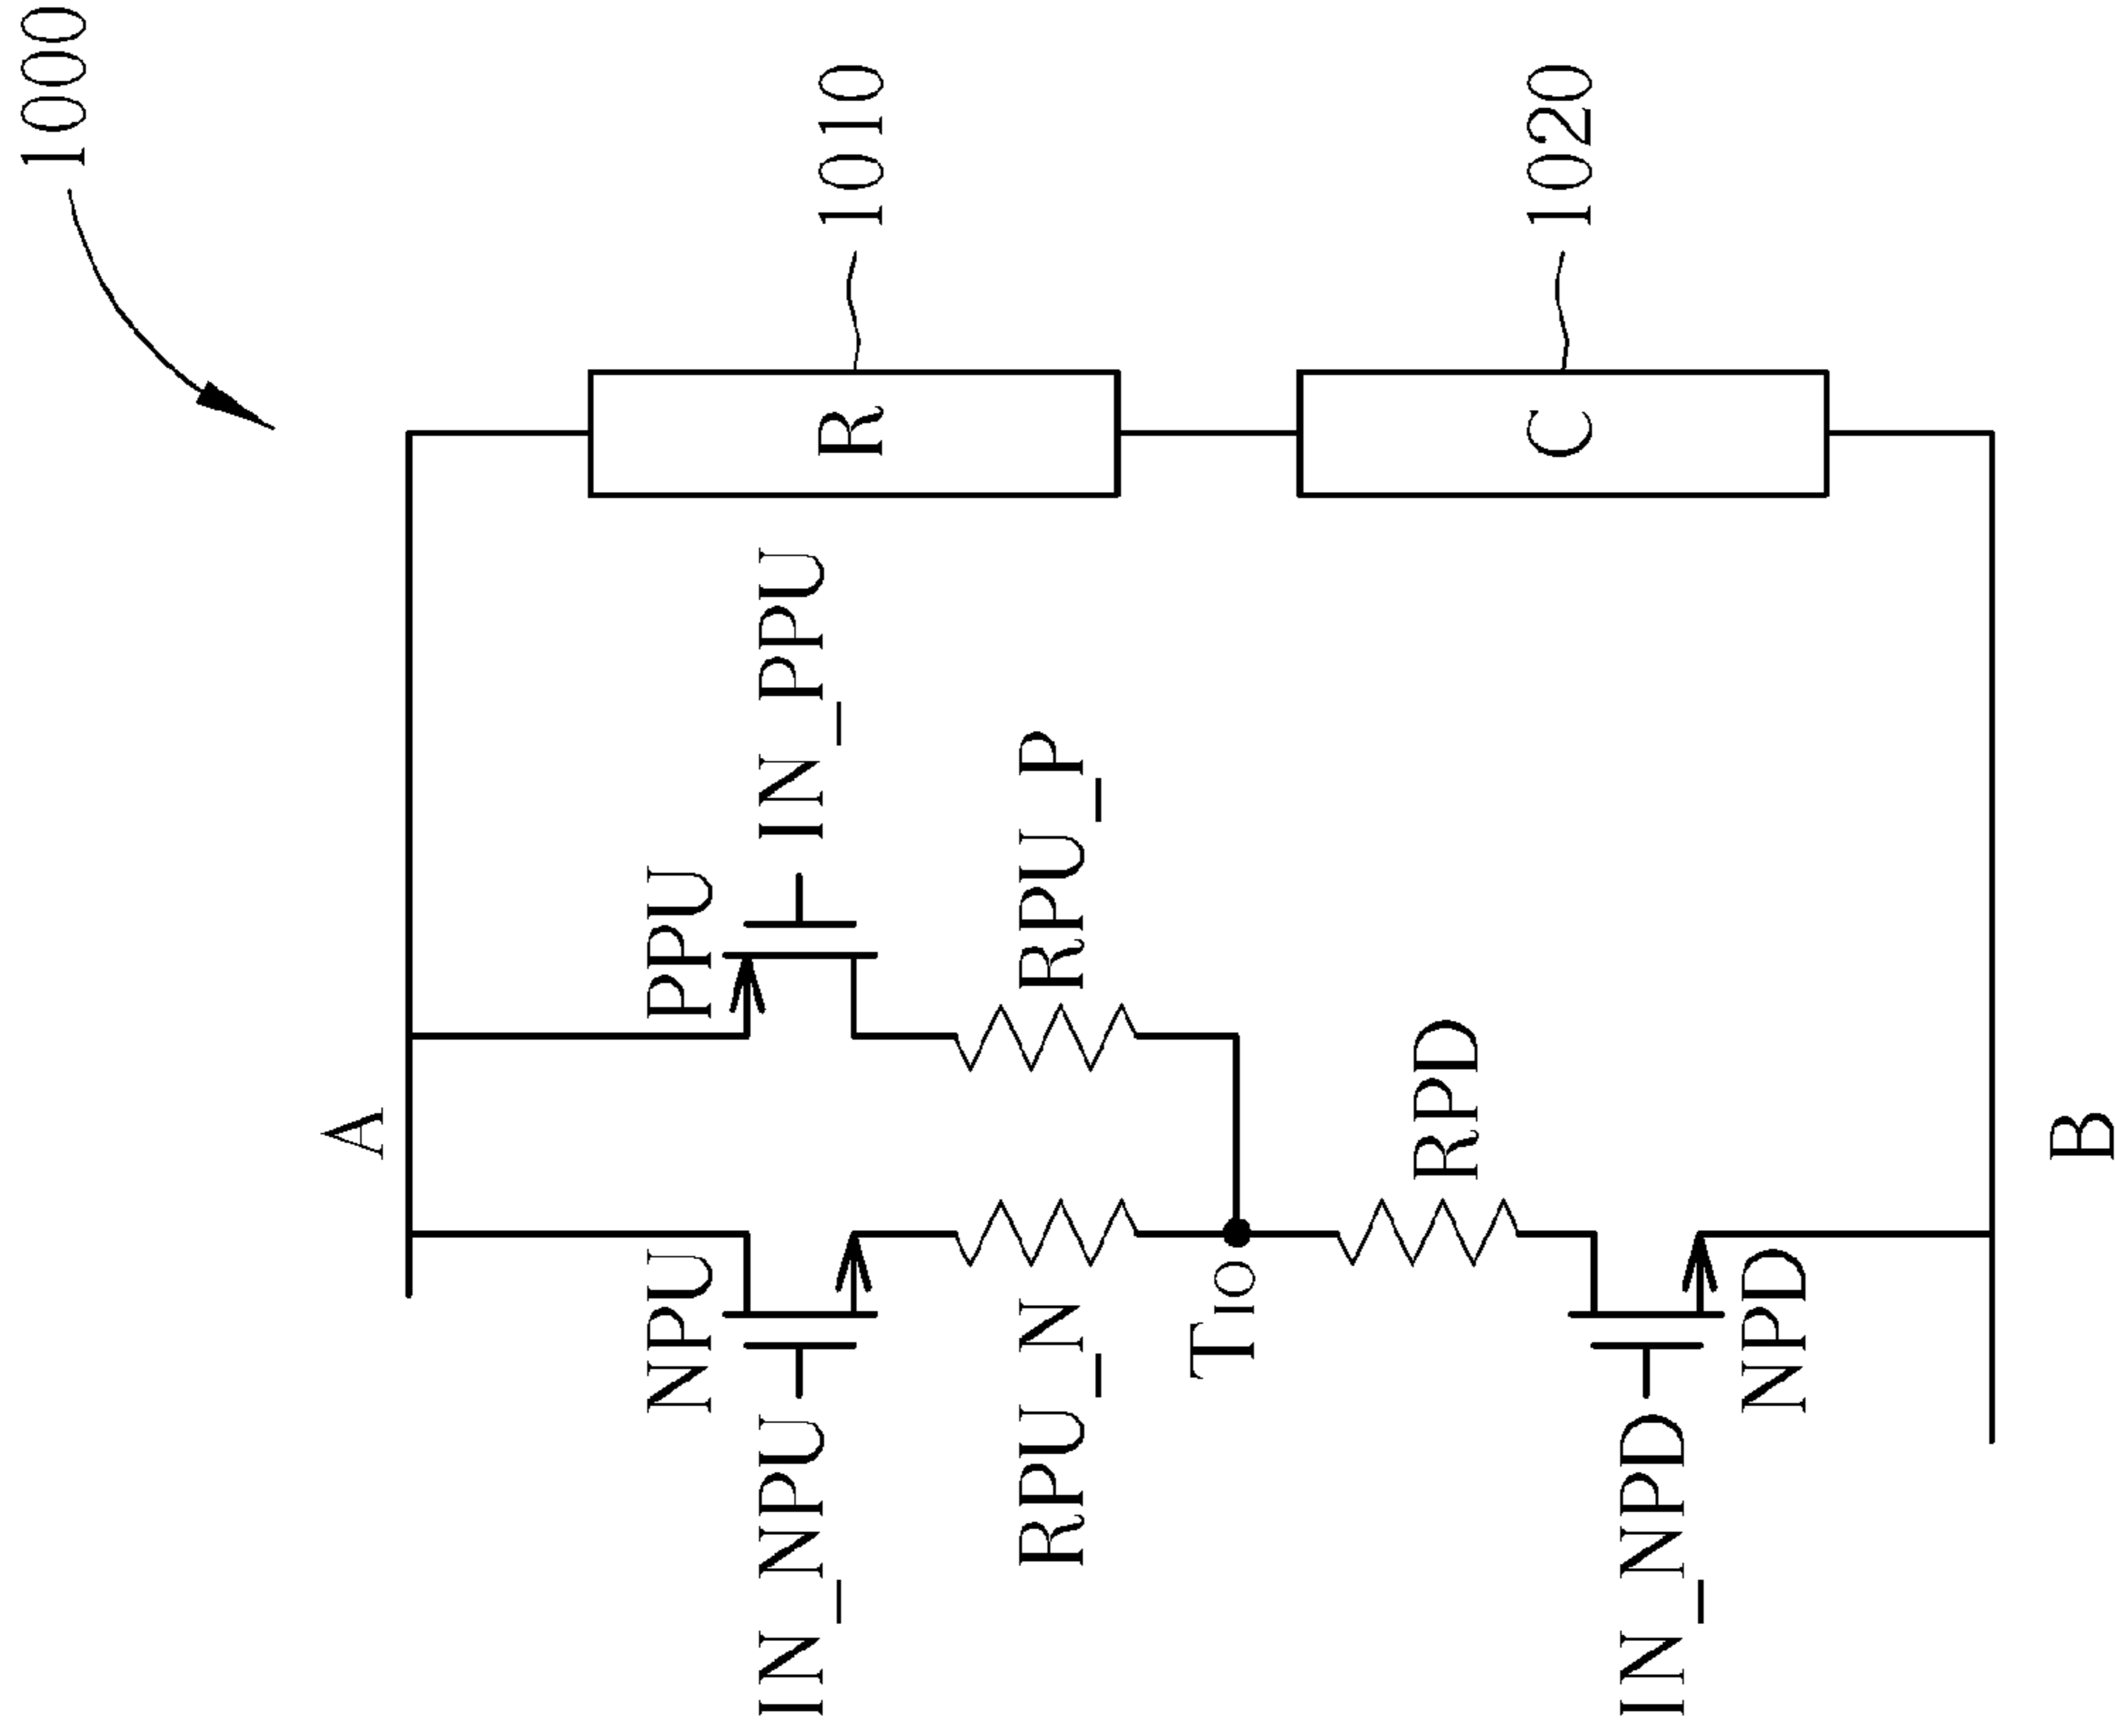 1000
A
NPU
PPU
IN_NPU
IN_PPU
R
1010
RPU_N
RPU_P
TIO
RPD
C
1020
IN_NPD
NPD
B